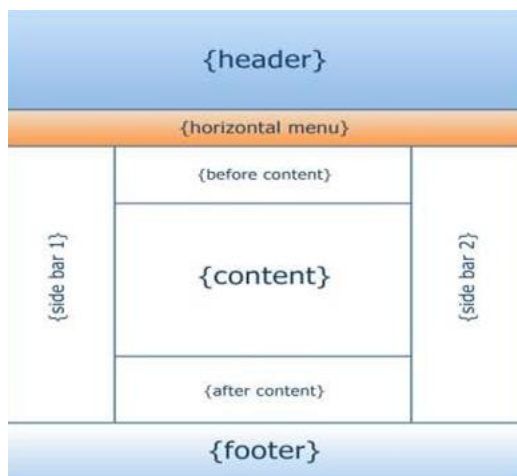 {header}
{horizontal menu}
{side bar 1}
{before content}
{content}
{after content}
{side bar 2}
{footer}